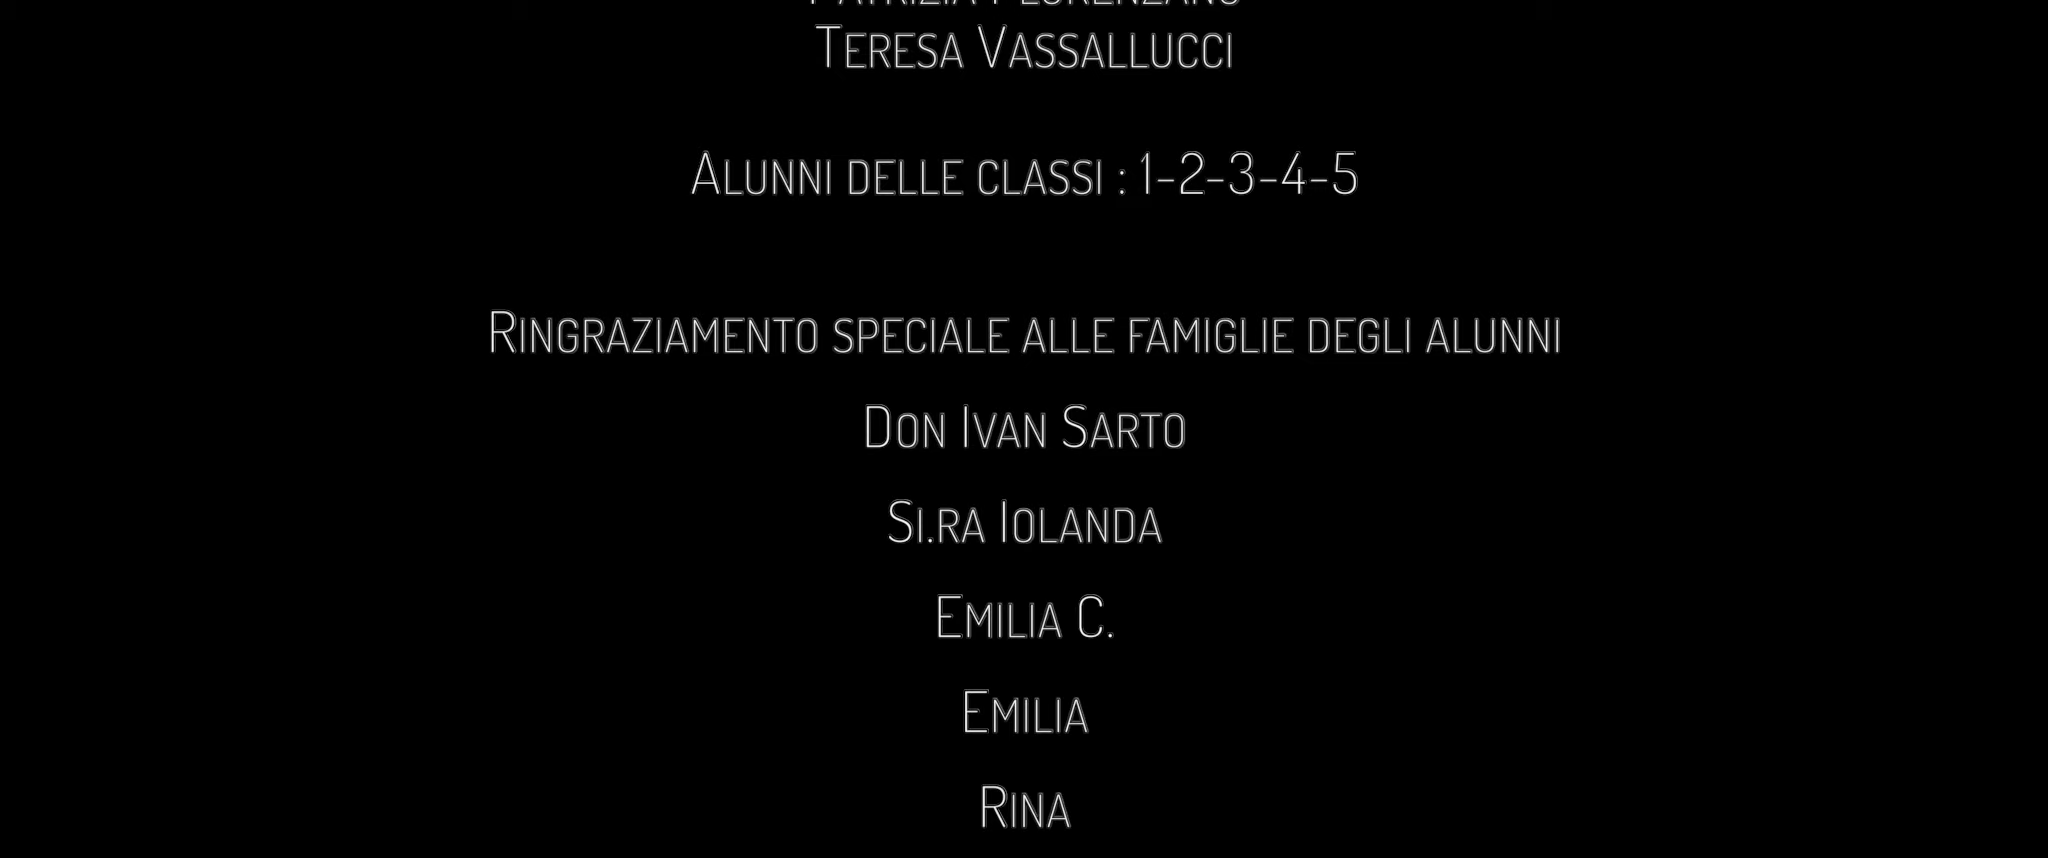 Teresa Vassallucci
Alunni delle classi : 1-2-3-4-5
Ringraziamento speciale alle famiglie degli alunni
Don Ivan Sarto
Si.ra Iolanda
Emilia C.
Emilia
Rina